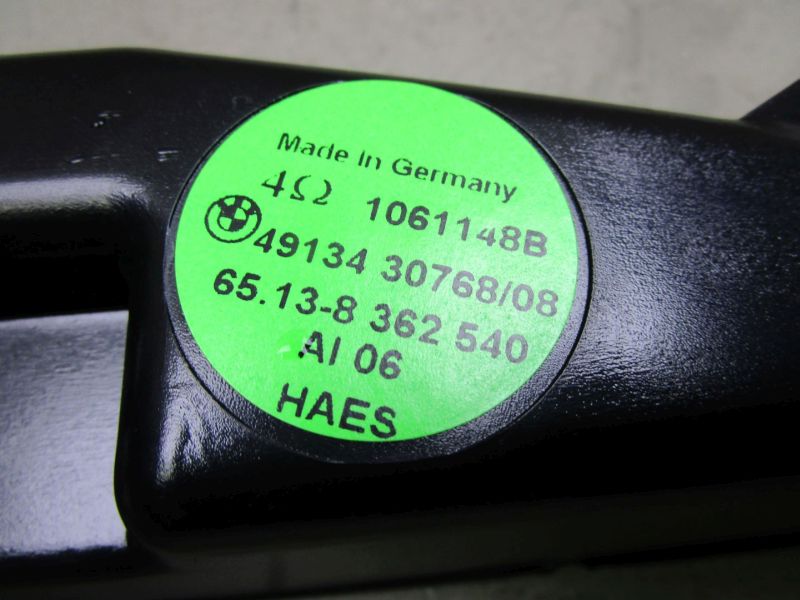 Made in Germany
4Ω 1061148B
49134 30768/08
65.13-8 362 540
AI 06
HAES